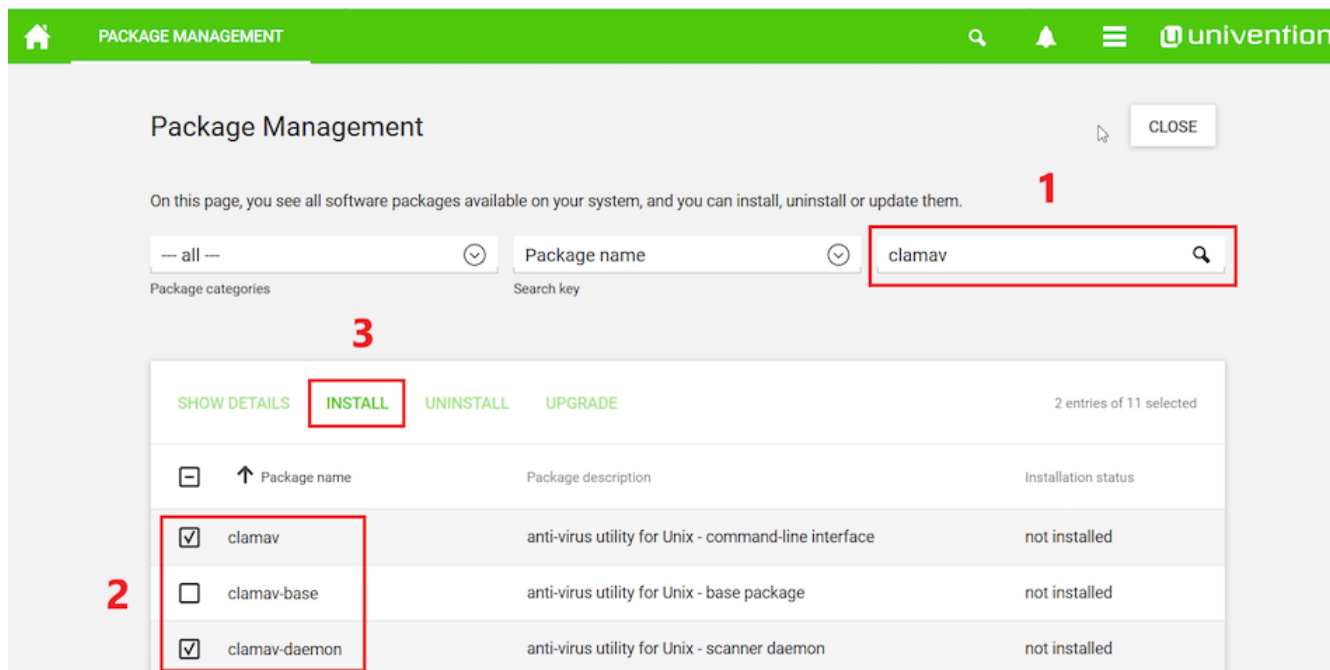 PACKAGE MANAGEMENT
univention
Package Management
CLOSE
On this page, you see all software packages available on your system, and you can install, uninstall or update them.
1
--- all ---
Package name
clamav
Package categories
Search key
3
SHOW DETAILS
INSTALL
UNINSTALL
UPGRADE
2 entries of 11 selected
Package name
Package description
Installation status
clamav
anti-virus utility for Unix - command-line interface
not installed
2
clamav-base
anti-virus utility for Unix - base package
not installed
clamav-daemon
anti-virus utility for Unix - scanner daemon
not installed